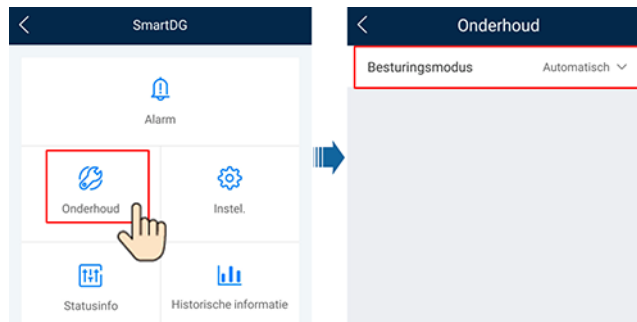 SmartDG
Alarm
Onderhoud
Instel.
Statusinfo
Historische informatie
Onderhoud
Besturingsmodus
Automatisch